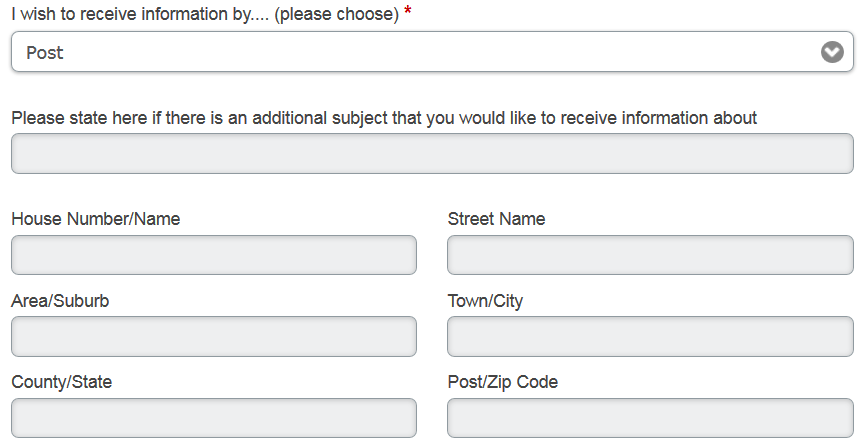 I wish to receive information by.... (please choose) *
Post
Please state here if there is an additional subject that you would like to receive information about
House Number/Name
Street Name
Area/Suburb
Town/City
County/State
Post/Zip Code